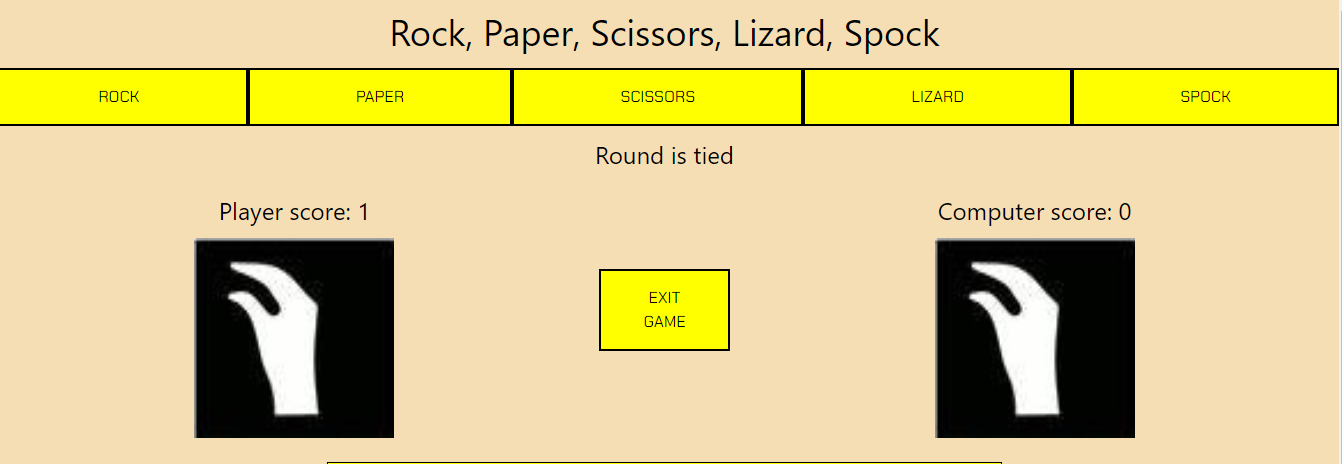 Rock, Paper, Scissors, Lizard, Spock
ROCK PAPER SCISSORS LIZARD SPOCK
Round is tied
Player score: 1 Computer score: 0
EXIT
GAME